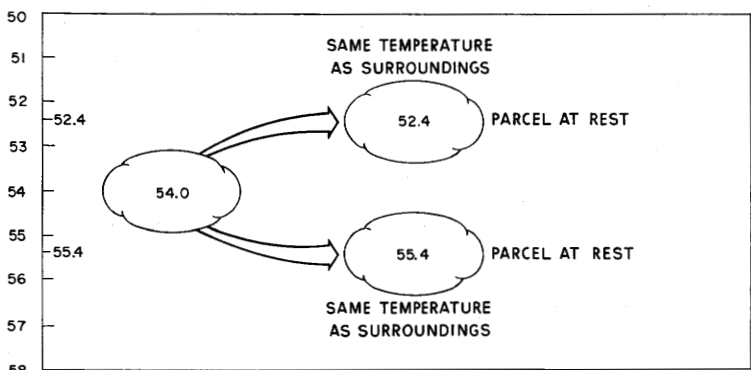 50
SAME TEMPERATURE
AS SURROUNDINGS
51
52
52.4
52.4
PARCEL AT REST
53
54
54.0
55
55.4
55.4
PARCEL AT REST
56
SAME TEMPERATURE
AS SURROUNDINGS
57
58